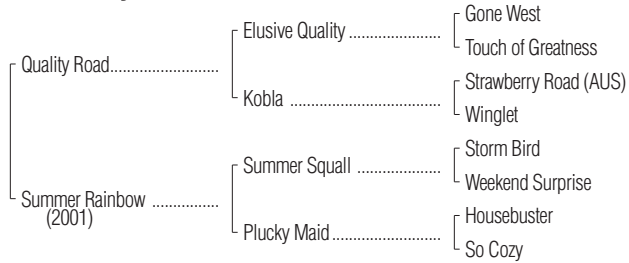 Gone West
Elusive Quality ....................
Touch of Greatness
Quality Road.......................
Strawberry Road (AUS)
Kobla .................................
Winglet
Storm Bird
Summer Squall ..................
Weekend Surprise
Summer Rainbow ..............
(2001)
Housebuster
Plucky Maid.......................
So Cozy